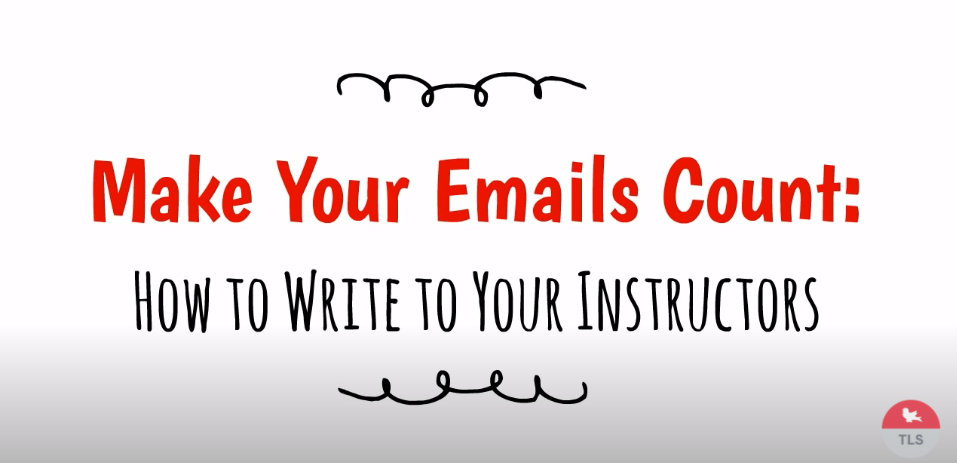 Make Your Emails Count:
How to Write to Your Instructors
TLS